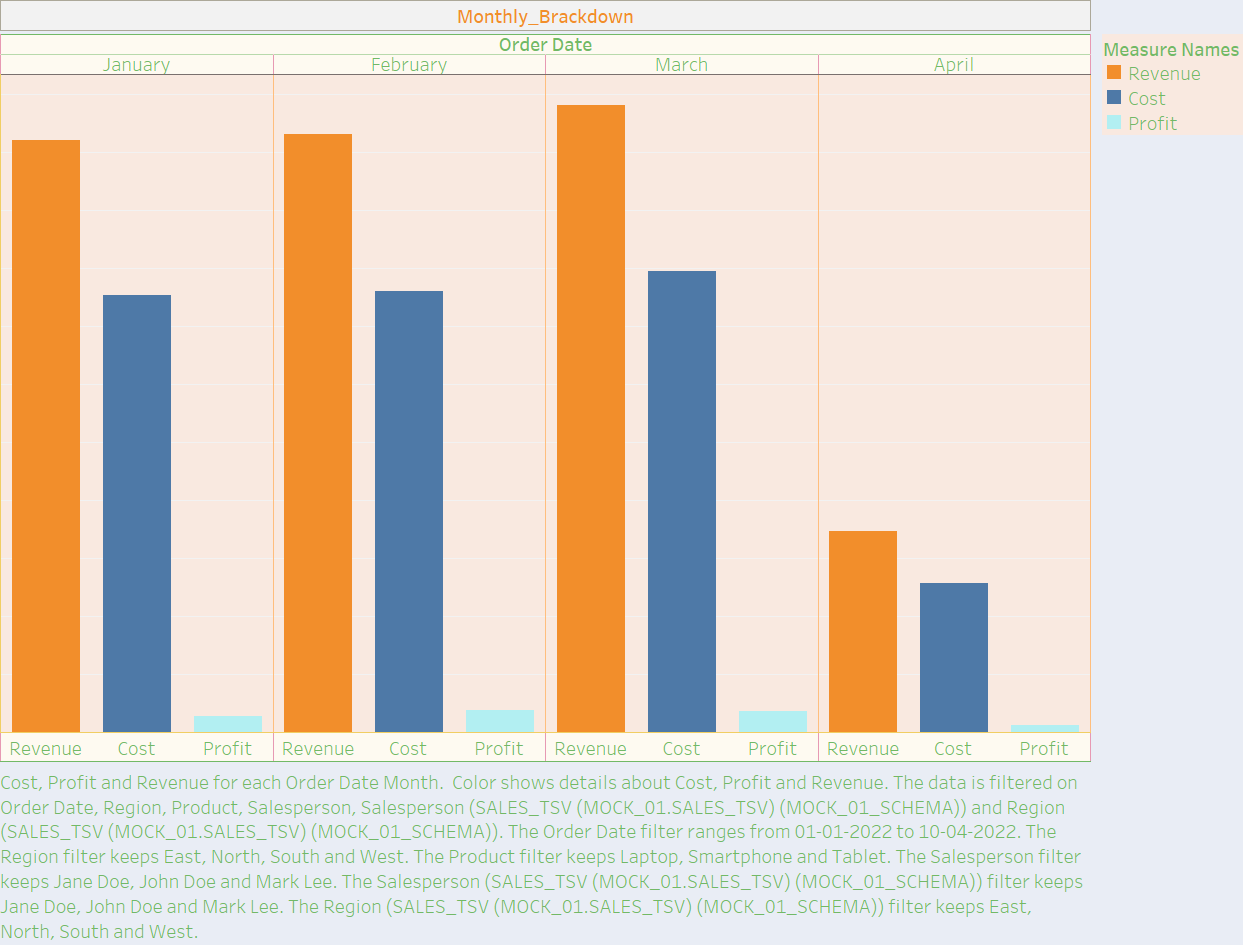 Monthly_Brackdown
Order Date
January February March April
Measure Names
Revenue
Cost
Profit
Revenue Cost Profit Revenue Cost Profit Revenue Cost Profit Revenue Cost Profit
Cost, Profit and Revenue for each Order Date Month.  Color shows details about Cost, Profit and Revenue. The data is filtered on
Order Date, Region, Product, Salesperson, Salesperson (SALES_TSV (MOCK_01.SALES_TSV) (MOCK_01_SCHEMA)) and Region
(SALES_TSV (MOCK_01.SALES_TSV) (MOCK_01_SCHEMA)). The Order Date filter ranges from 01-01-2022 to 10-04-2022. The
Region filter keeps East, North, South and West. The Product filter keeps Laptop, Smartphone and Tablet. The Salesperson filter
keeps Jane Doe, John Doe and Mark Lee. The Salesperson (SALES_TSV (MOCK_01.SALES_TSV) (MOCK_01_SCHEMA)) filter keeps
Jane Doe, John Doe and Mark Lee. The Region (SALES_TSV (MOCK_01.SALES_TSV) (MOCK_01_SCHEMA)) filter keeps East,
North, South and West.